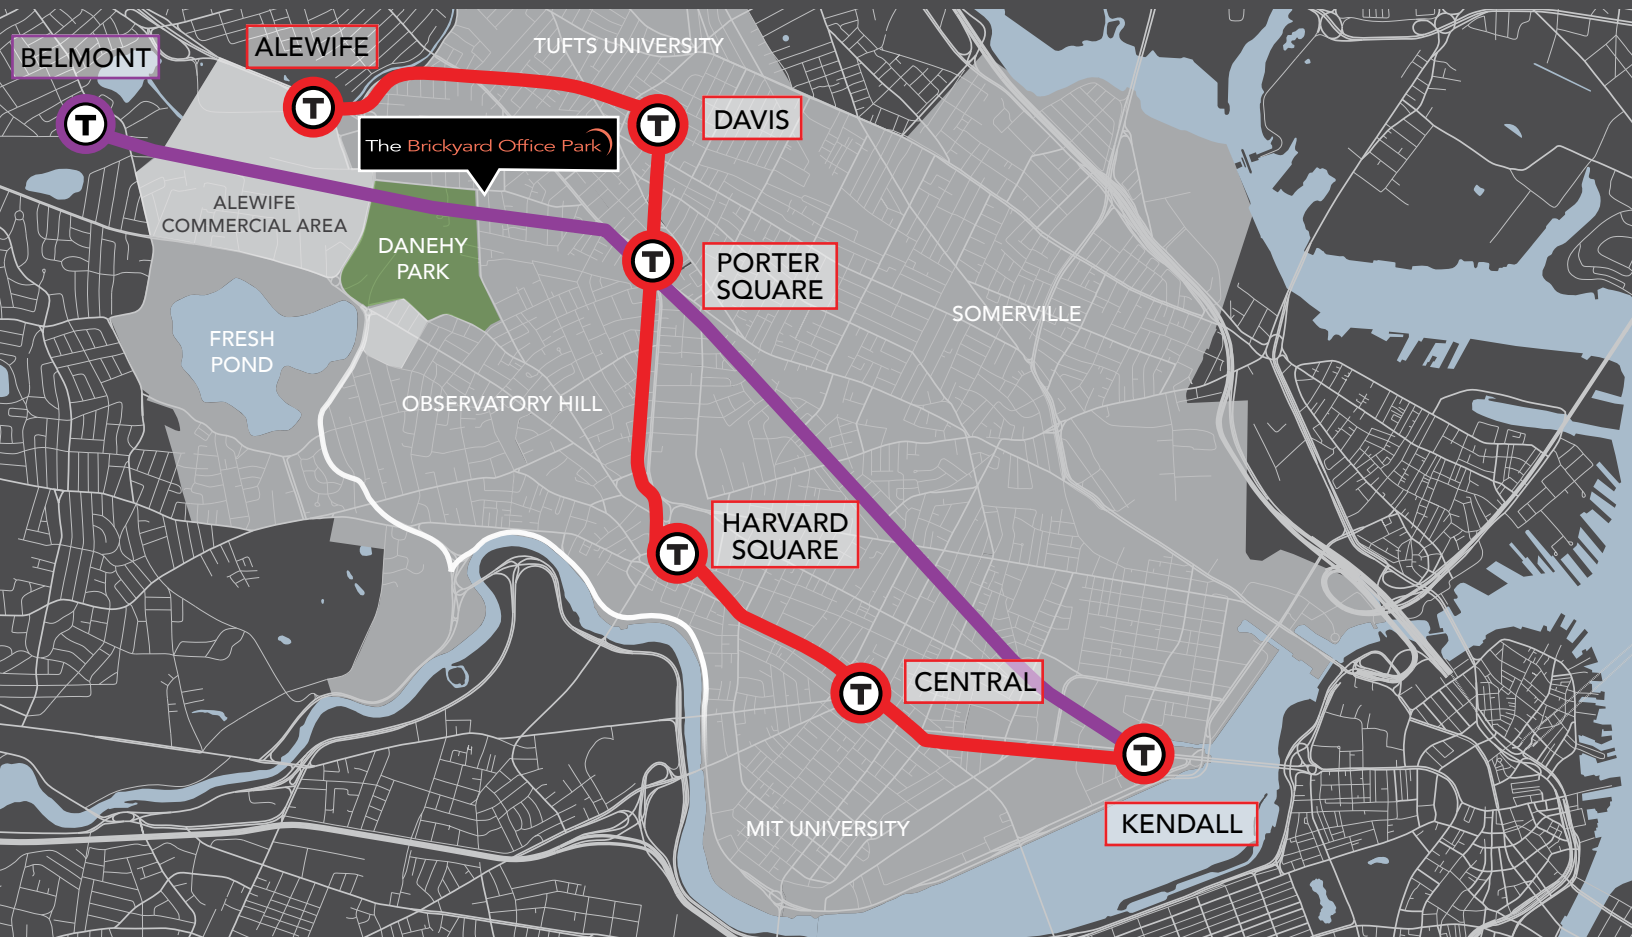 BELMONT
T
ALEWIFE
T
TUFTS UNIVERSITY
T
DAVIS
The Brickyard Office Park
ALEWIFE
COMMERCIAL AREA
DANEHY
PARK
T
PORTER
SQUARE
SOMERVILLE
FRESH
POND
OBSERVATORY HILL
T
HARVARD
SQUARE
T
CENTRAL
T
KENDALL
MIT UNIVERSITY